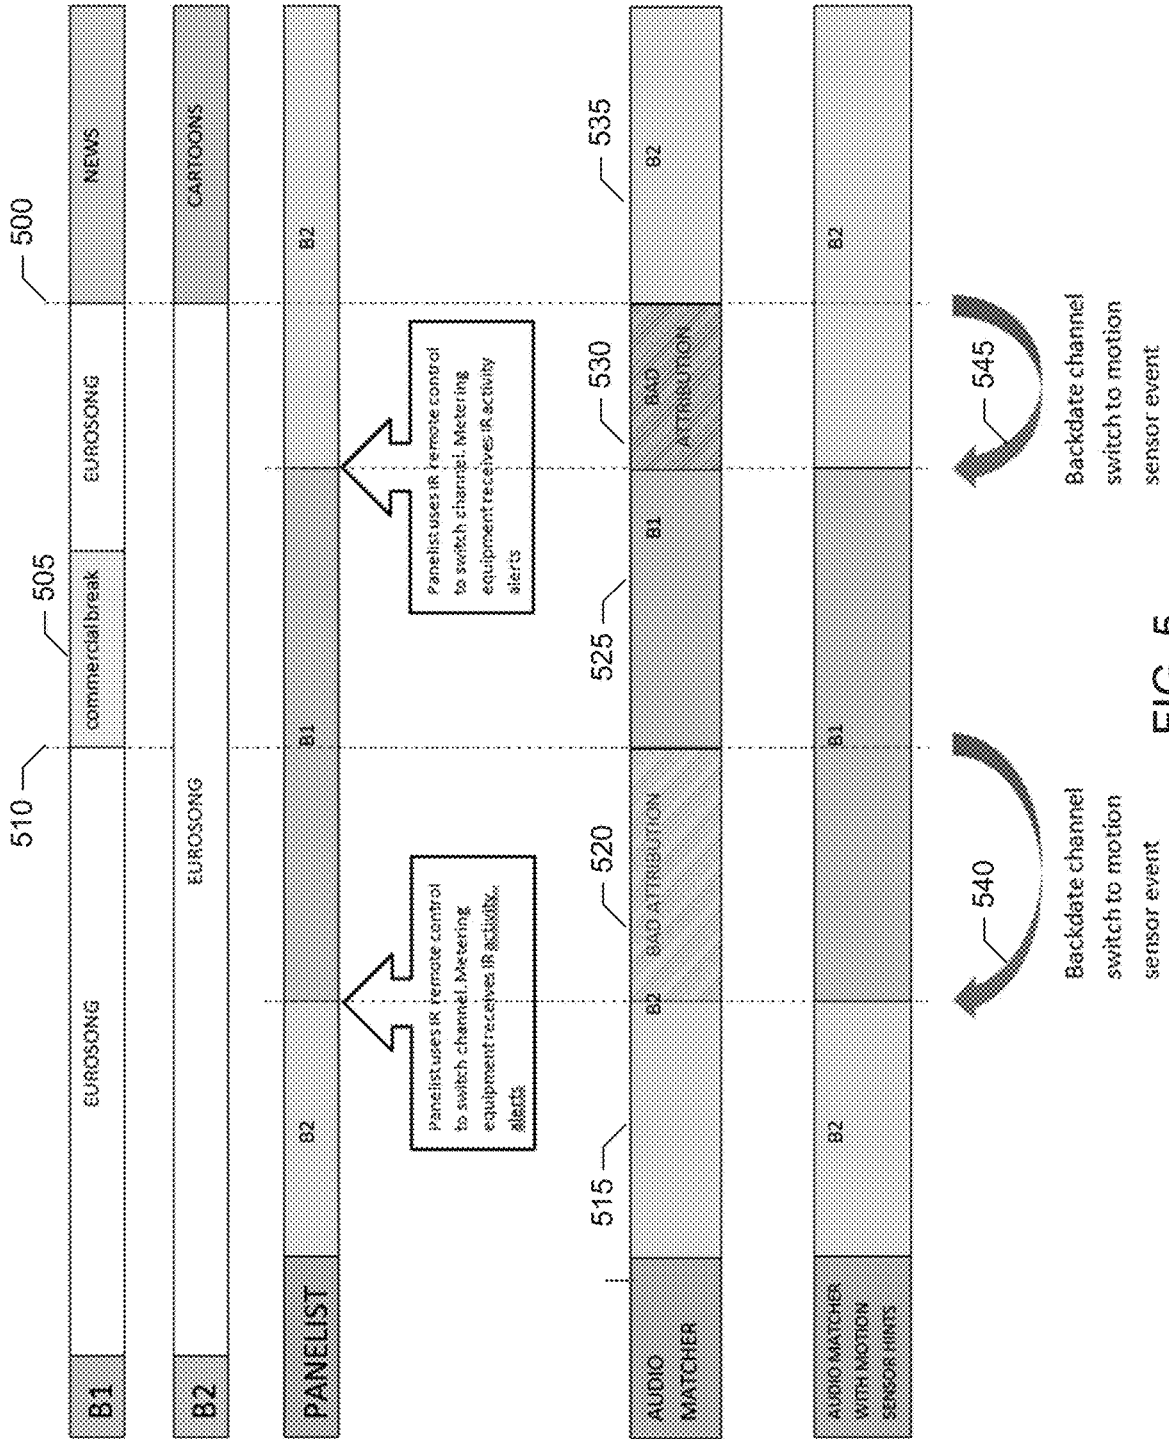 500
510
505
B1
EUROSONG
commercial break
EUROSONG
NEWS
B2
EUROSONG
CARTOONS
PANELIST
B2
B1
B2
Panelist uses IR remote control
to switch channel. Metering
equipment receives IR activity
alerts
Panelist uses IR remote control
to switch channel. Metering
equipment receives IR activity
alerts
515
520
525
530
535
AUDIO
MATCHER
B2
BAD ATTRIBUTION
B1
BAD
ATTRIBUTION
B2
AUDIO MATCHER
WITH MOTION
SENSOR HINTS
B2
B1
B2
540
545
Backdate channel
switch to motion
sensor event
Backdate channel
switch to motion
sensor event
FIG. 5